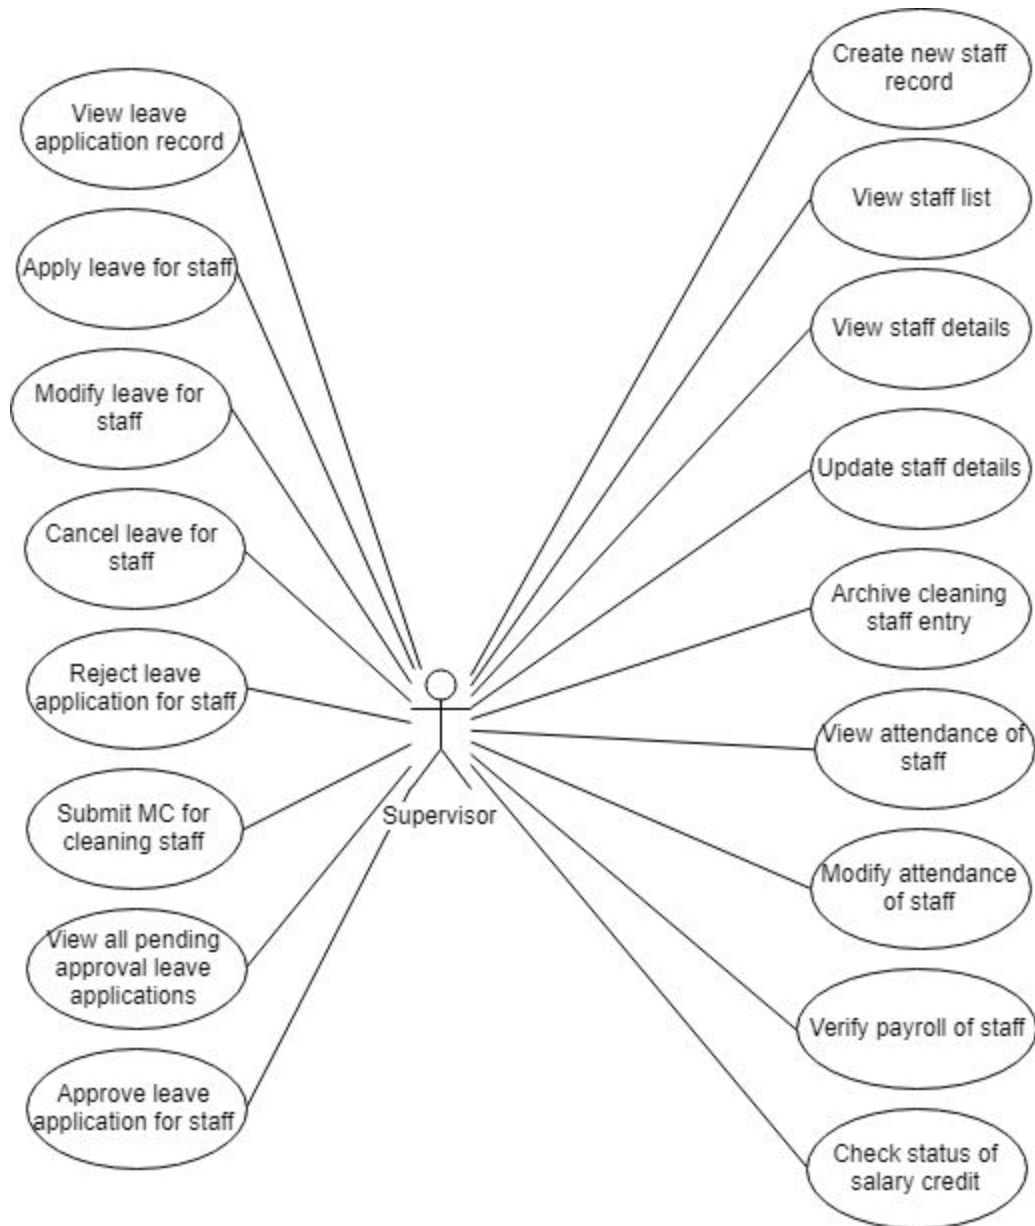 View leave
application record
Apply leave for staff
Modify leave for
staff
Cancel leave for
staff
Reject leave
application for staff
Submit MC for
cleaning staff
View all pending
approval leave
applications
Approve leave
application for staff
Supervisor
Create new staff
record
View staff list
View staff details
Update staff details
Archive cleaning
staff entry
View attendance of
staff
Modify attendance
of staff
Verify payroll of staff
Check status of
salary credit